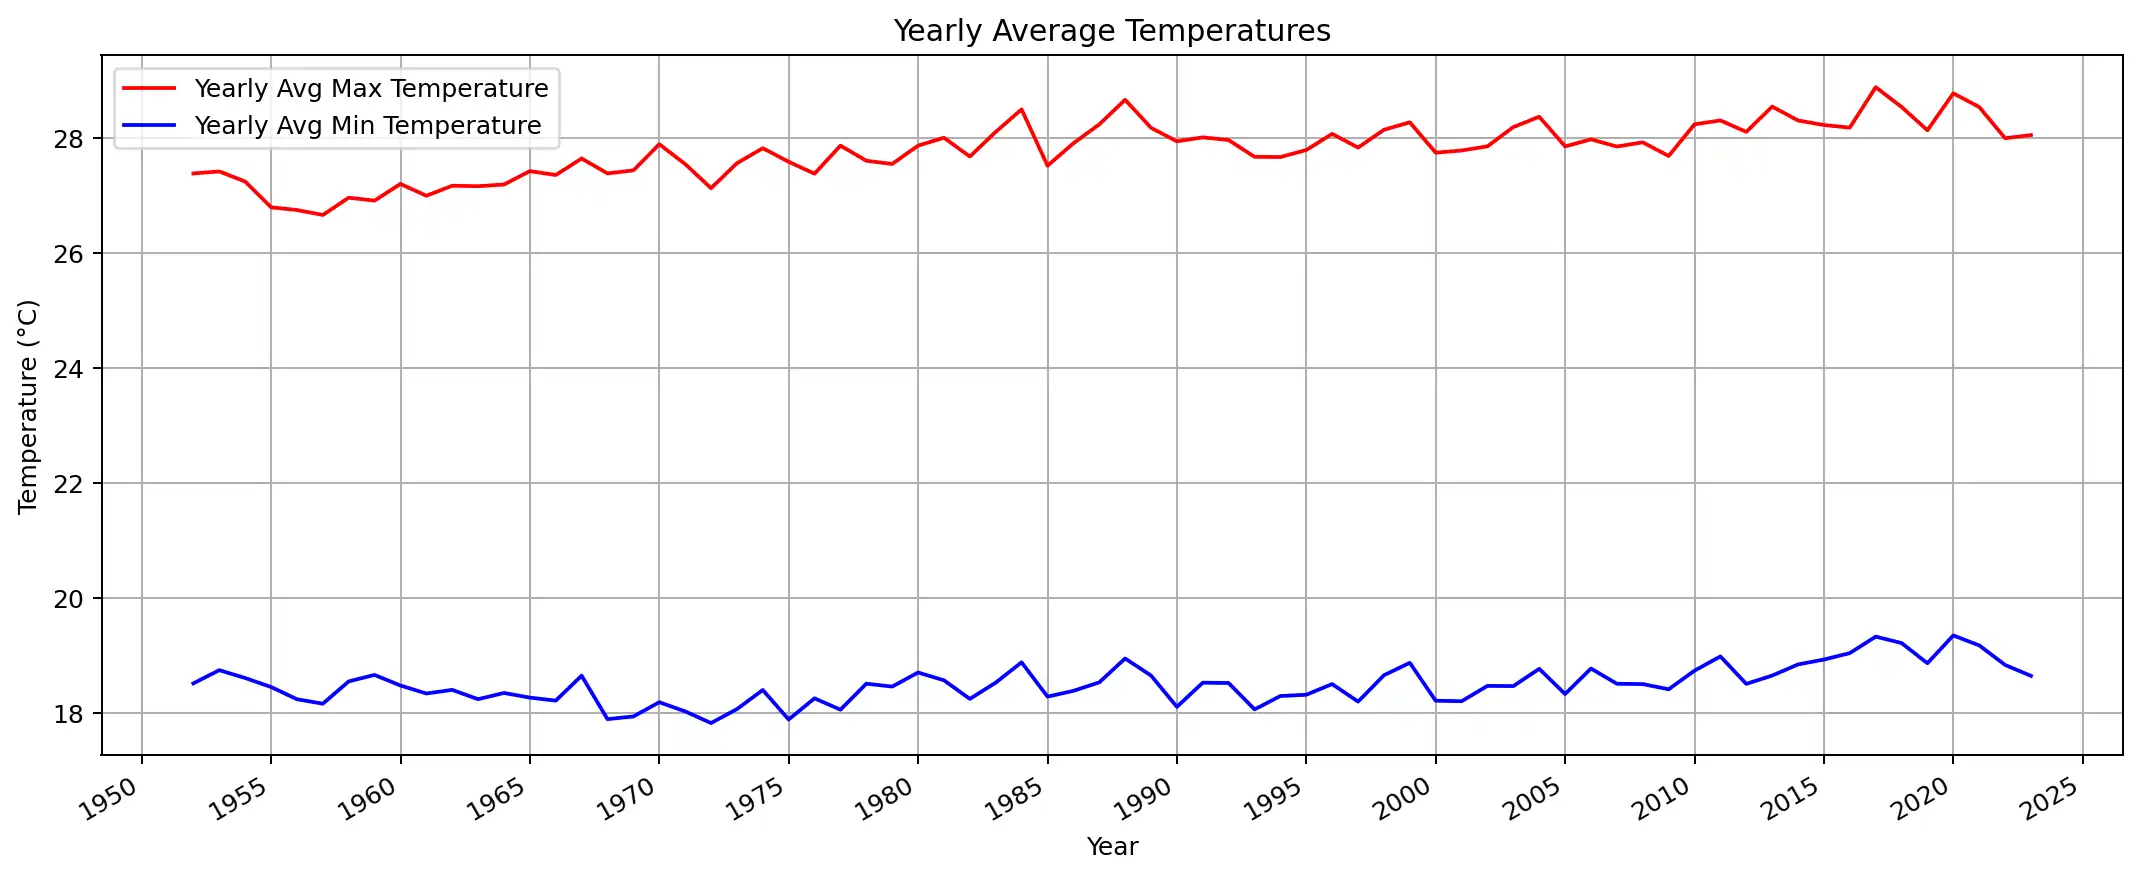 Yearly Average Temperatures
Yearly Avg Max Temperature
Yearly Avg Min Temperature
28
26
24
22
20
18
Temperature (°C)
1950 1955 1960 1965 1970 1975 1980 1985 1990 1995 2000 2005 2010 2015 2020 2025
Year